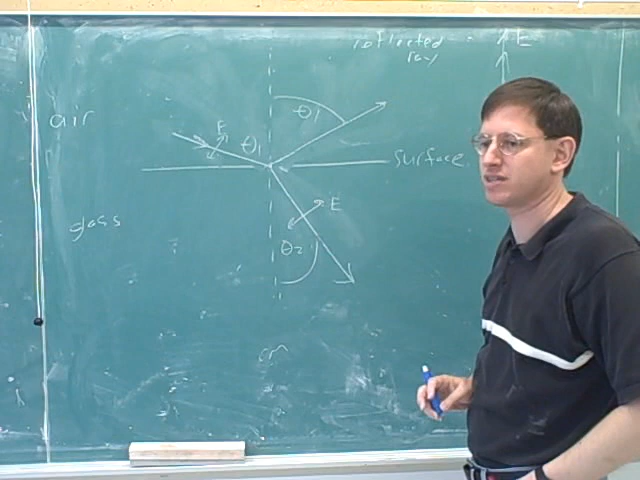 reflected
ray
E
air
E
θ1
θ1
surface
glass
E
θ2